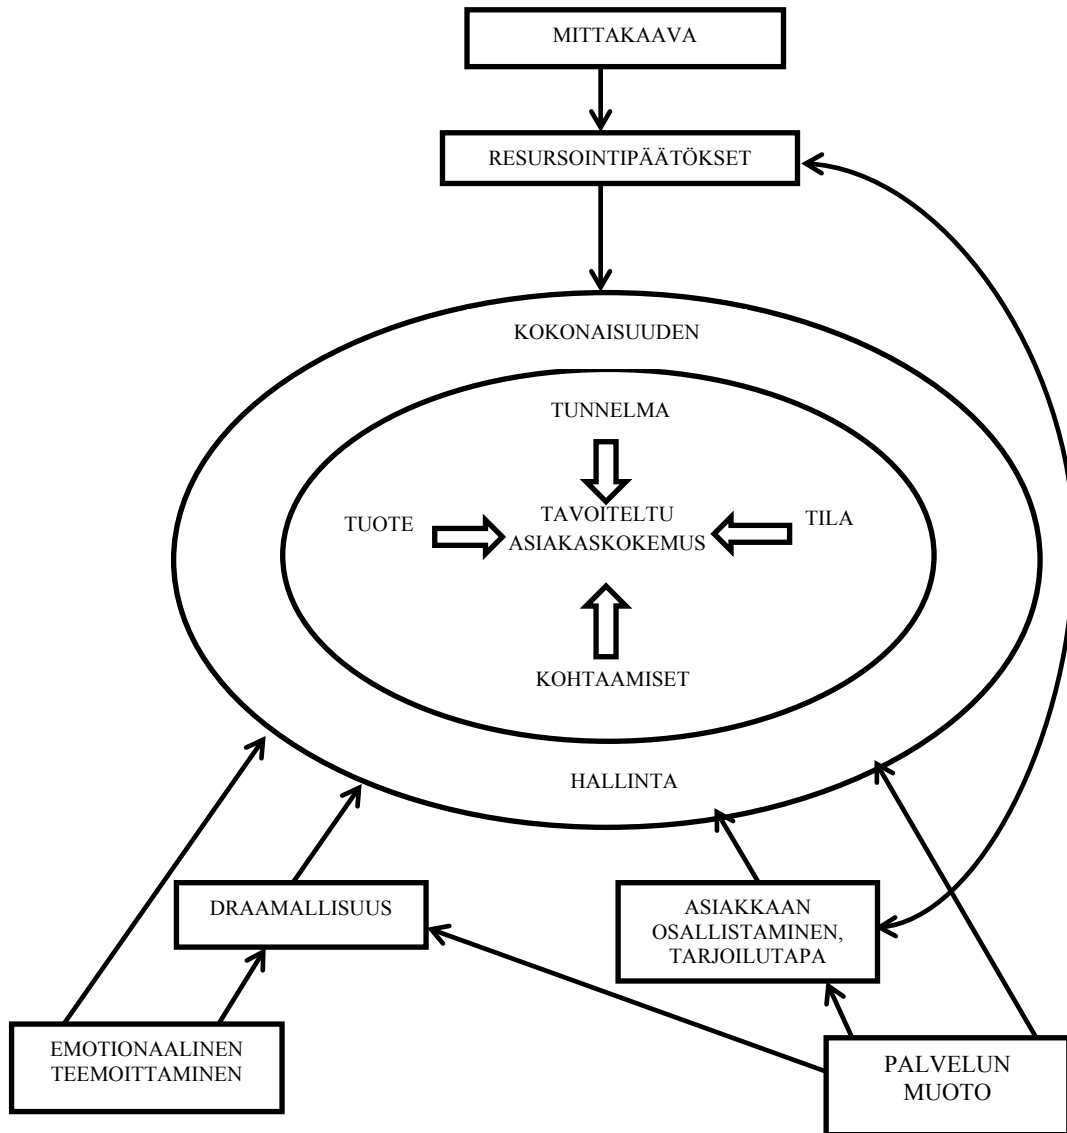 MITTAKAAVA
RESURSOINTIPÄÄTÖKSET
KOKONAISUUDEN
TUNNELMA
TUOTE
TAVOITELTU
ASIAKASKOKEMUS
TILA
KOHTAAMISET
HALLINTA
DRAAMALLISUUS
ASIAKKAAN
OSALLISTAMINEN,
TARJOILUTAPA
EMOTIONAALINEN
TEEMOITTAMINEN
PALVELUN
MUOTO